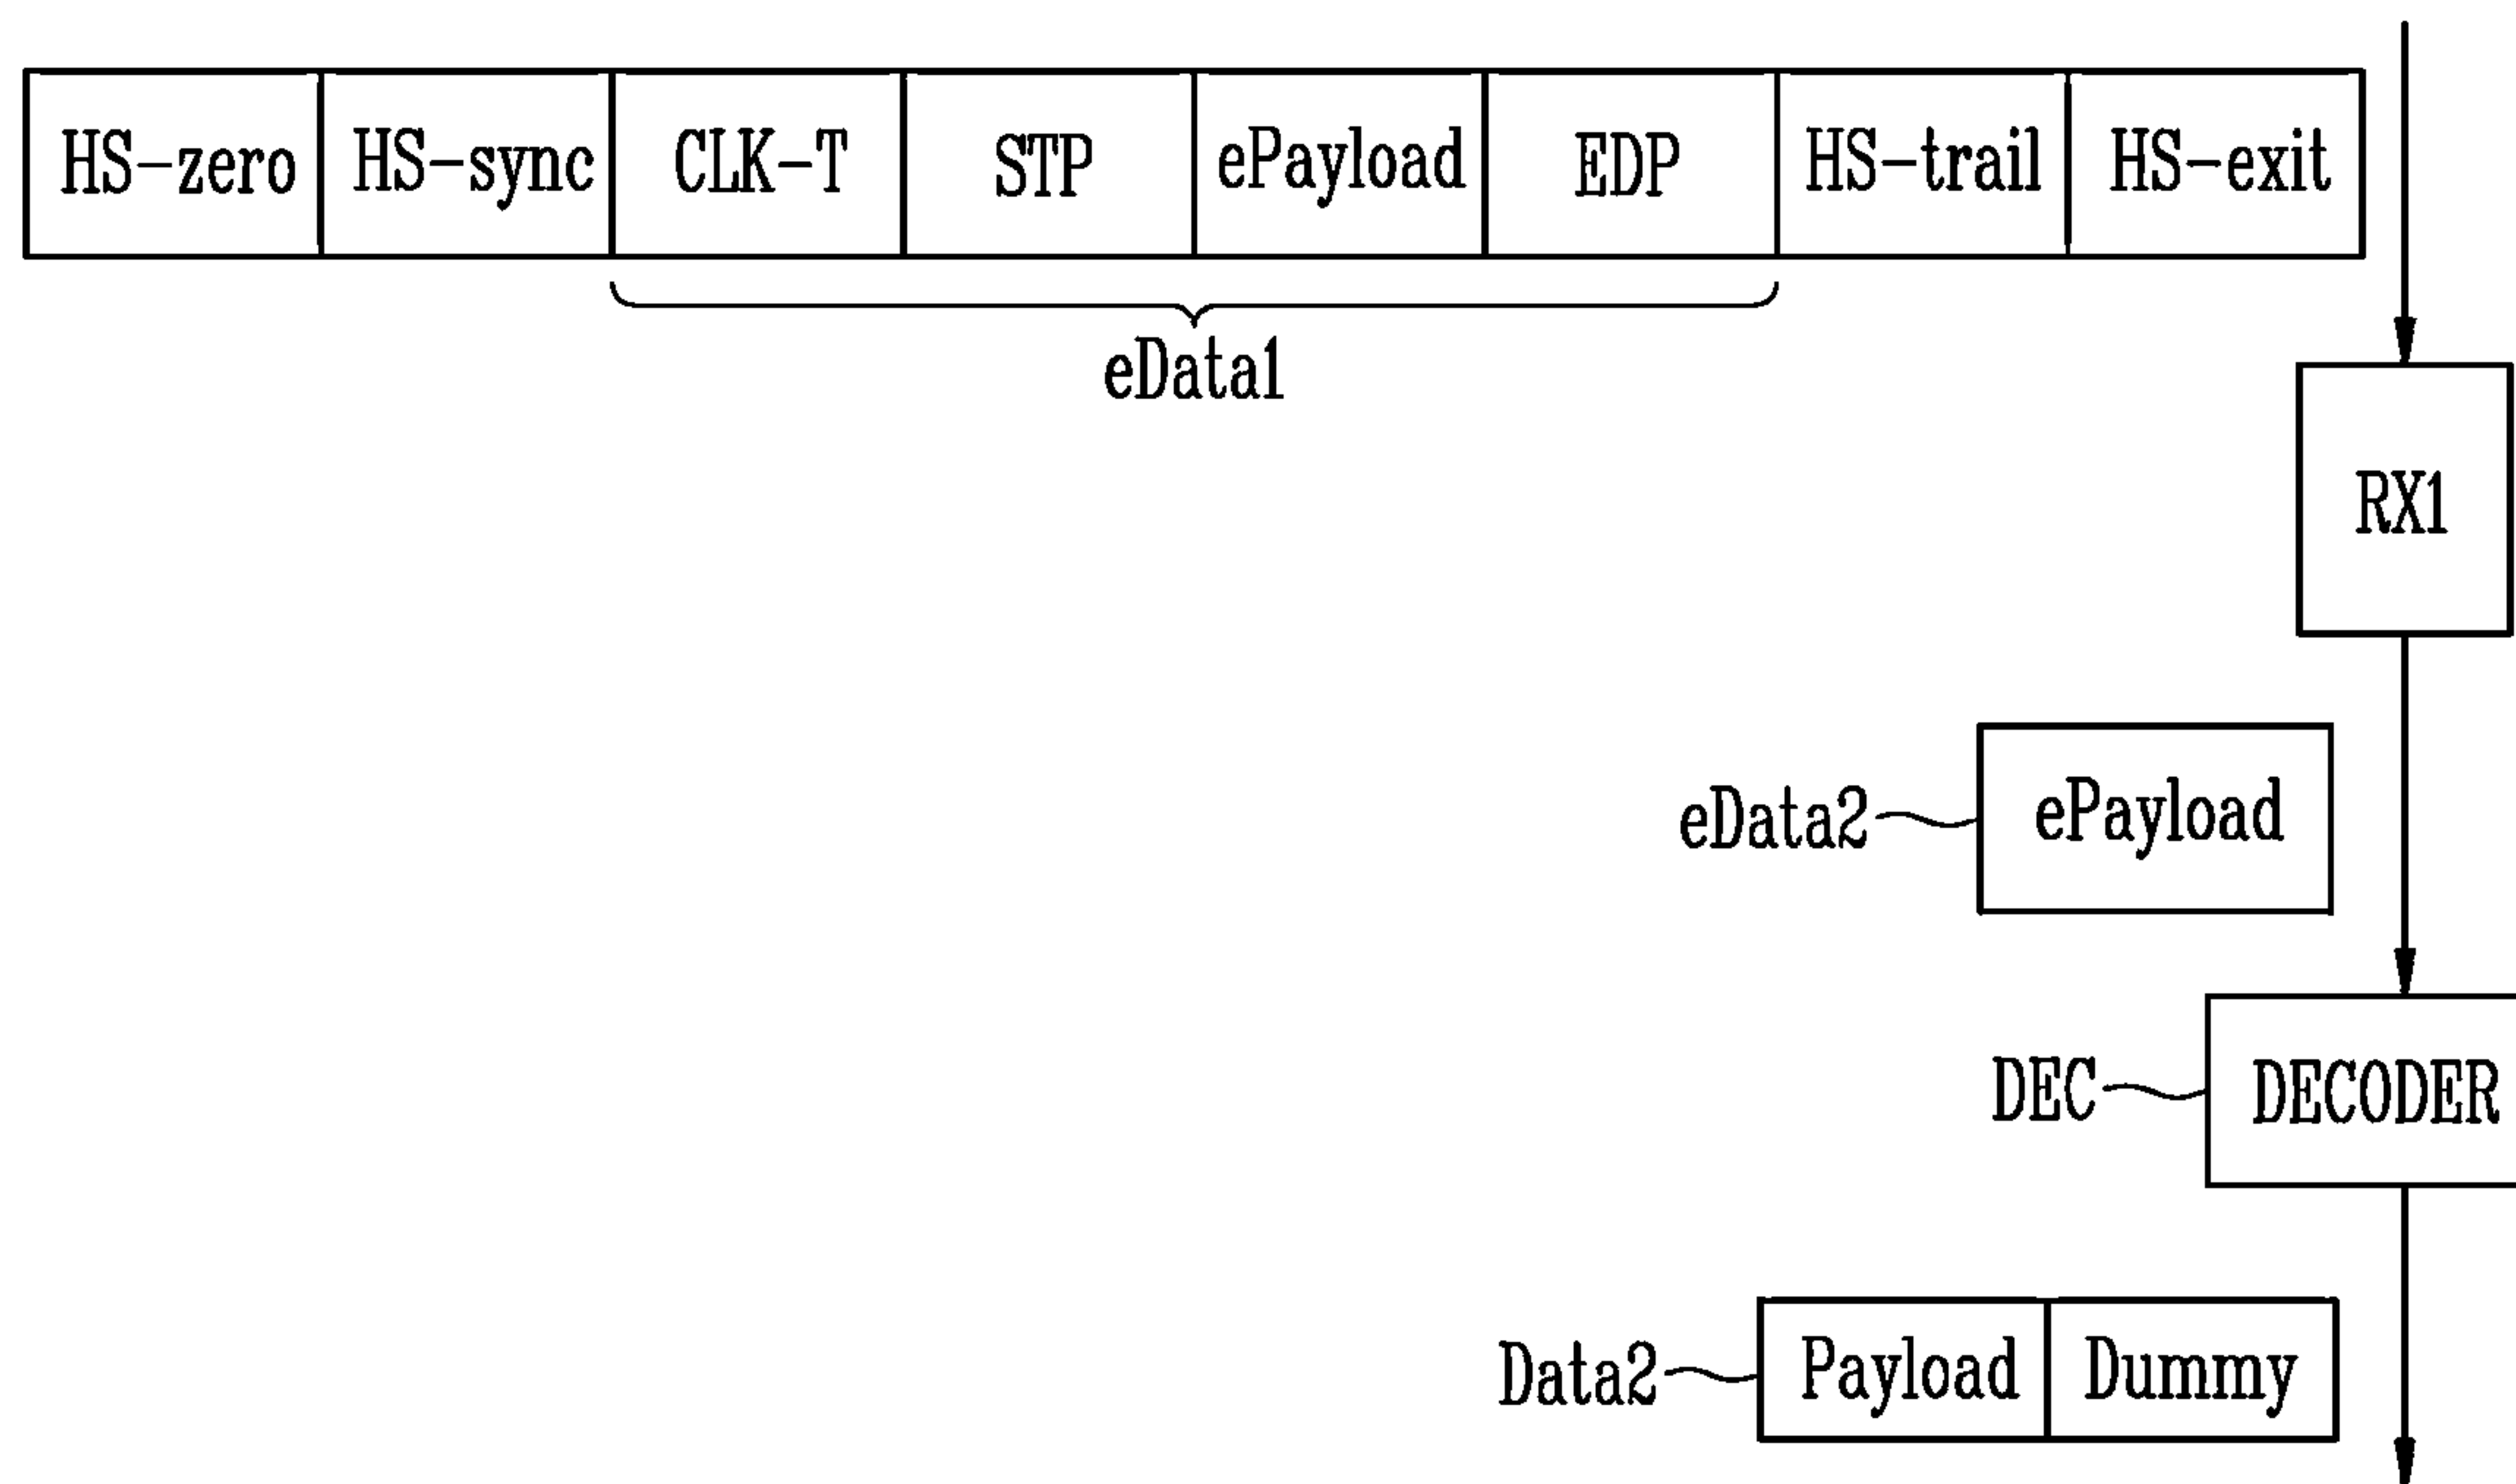 HS-zero HS-sync CLK-T STP ePayload EDP HS-trail HS-exit
eData1
RX1
eData2 ePayload
DEC DECODER
Data2 Payload Dummy